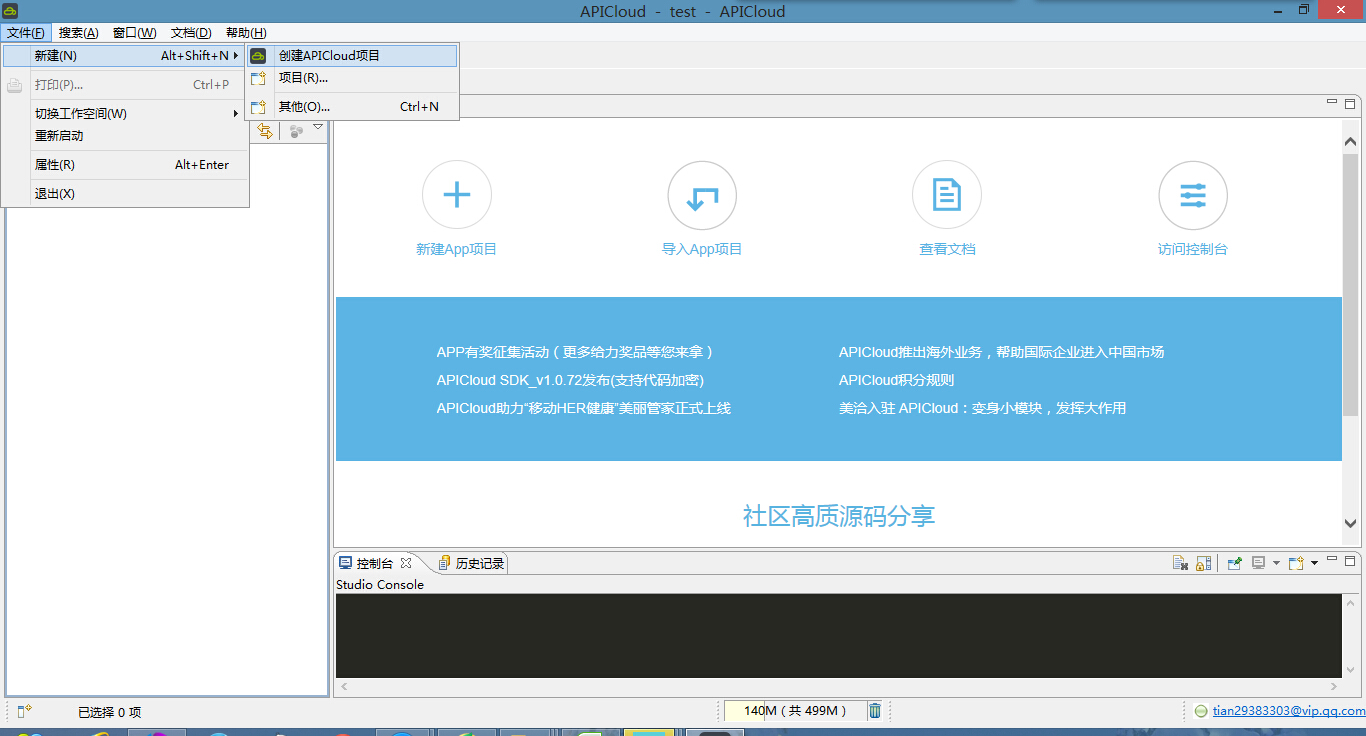 APICloud - test - APICloud
文件(F) 搜索(A) 窗口(W) 文档(D) 帮助(H)
新建(N) Alt+Shift+N
创建APICloud项目
项目(R)...
打印(P)... Ctrl+P
其他(O)... Ctrl+N
切换工作空间(W)
重新启动
属性(R) Alt+Enter
退出(X)
新建App项目 导入App项目 查看文档 访问控制台
APP有奖征集活动（更多给力奖品等您来拿） APICloud推出海外业务，帮助国际企业进入中国市场
APICloud SDK_v1.0.72发布(支持代码加密) APICloud积分规则
APICloud助力“移动HER健康”美丽管家正式上线 美洽入驻 APICloud：变身小模块，发挥大作用
社区高质源码分享
控制台 历史记录
Studio Console
已选择 0 项 140M（共 499M） tian29383303@vip.qq.com